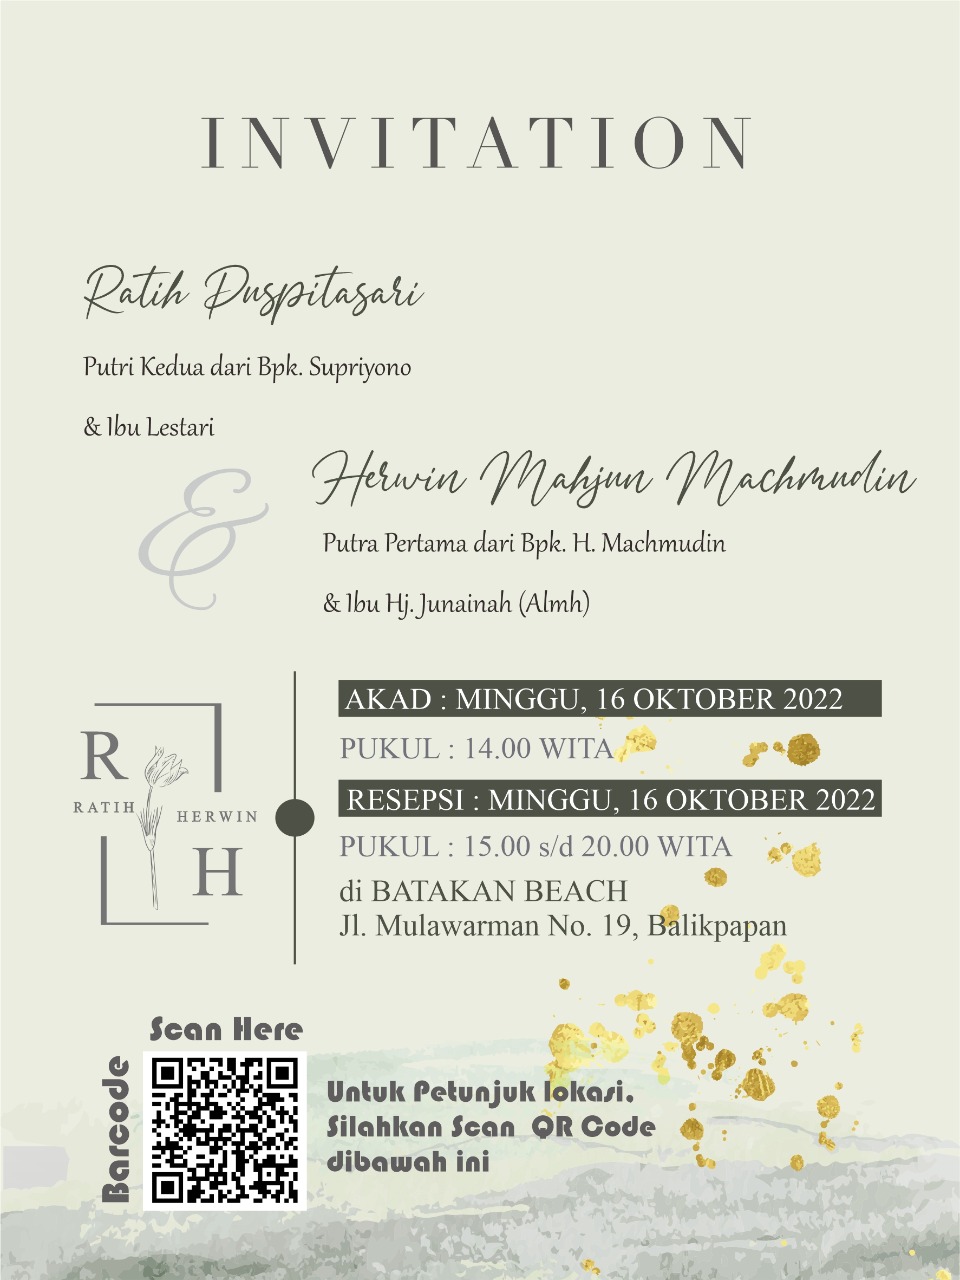 INVITATION
Ratih Puspitasari
Putri Kedua dari Bpk. Supriyono
& Ibu Lestari
&
Herwin Mahjun Machmudin
Putra Pertama dari Bpk. H. Machmudin
& Ibu Hj. Junainah (Almh)
R
RATIH
HERWIN
H
AKAD : MINGGU, 16 OKTOBER 2022
PUKUL : 14.00 WITA
RESEPSI : MINGGU, 16 OKTOBER 2022
PUKUL : 15.00 s/d 20.00 WITA
di BATAKAN BEACH
Jl. Mulawarman No. 19, Balikpapan
Scan Here
Barcode
Untuk Petunjuk lokasi,
Silahkan Scan QR Code
dibawah ini